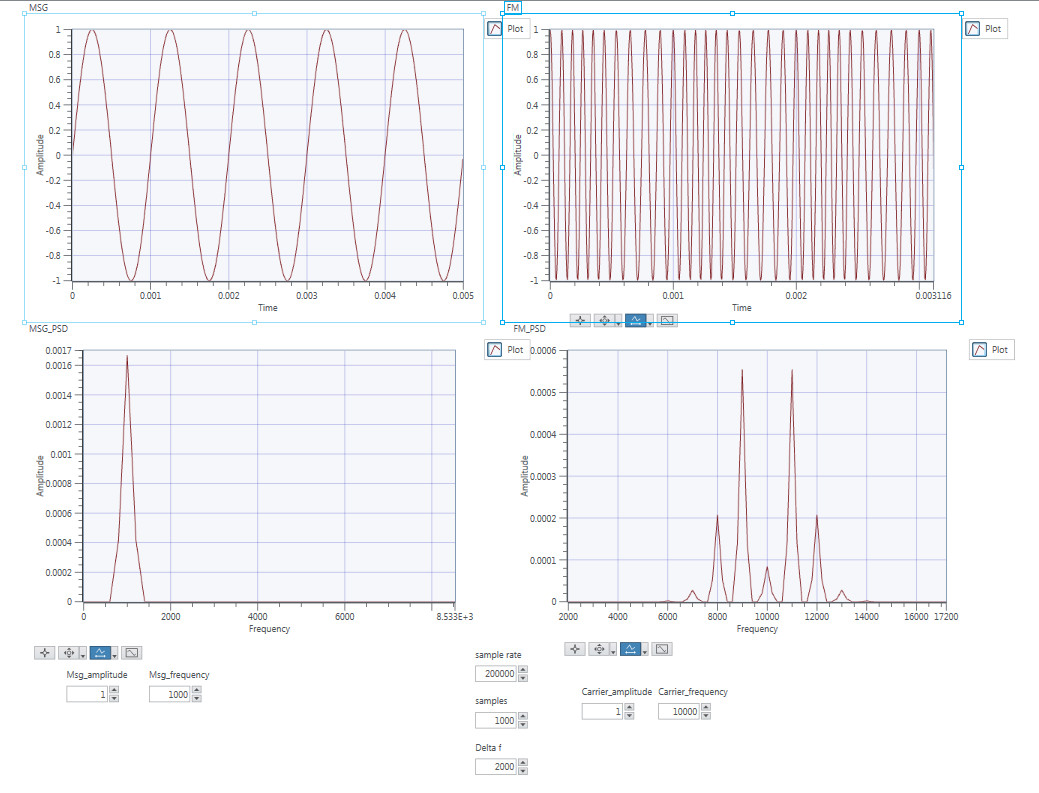 MSG
FM
Plot
Plot
1
0.8
0.6
0.4
0.2
0
-0.2
-0.4
-0.6
-0.8
-1
Amplitude
0 0.001 0.002 0.003 0.004 0.005
Time
1
0.8
0.6
0.4
0.2
0
-0.2
-0.4
-0.6
-0.8
-1
Amplitude
0 0.001 0.002 0.003116
Time
MSG_PSD
FM_PSD
Plot
Plot
0.0017
0.0016
0.0014
0.0012
0.001
0.0008
0.0006
0.0004
0.0002
0
Amplitude
0 2000 4000 6000 8.533E+3
Frequency
0.0006
0.0005
0.0004
0.0003
0.0002
0.0001
0
Amplitude
2000 4000 6000 8000 10000 12000 14000 16000 17200
Frequency
Msg_amplitude Msg_frequency
1 1000
sample rate
200000
samples
1000
Delta f
2000
Carrier_amplitude Carrier_frequency
1 10000